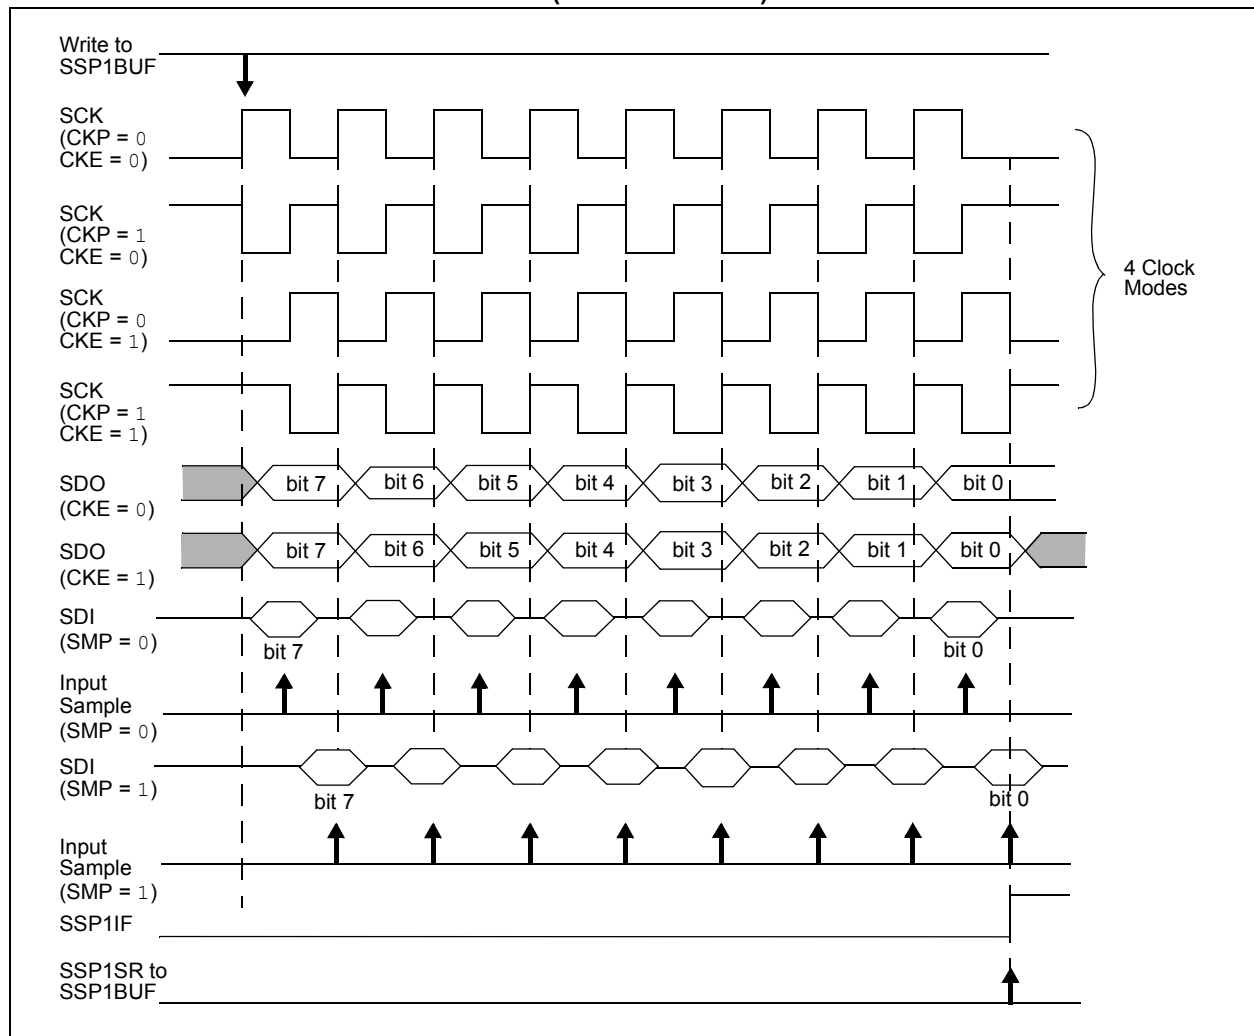 Write to
SSP1BUF
SCK
(CKP = 0
CKE = 0)
SCK
(CKP = 1
CKE = 0)
4 Clock
Modes
SCK
(CKP = 0
CKE = 1)
SCK
(CKP = 1
CKE = 1)
SDO
(CKE = 0)
bit 7 bit 6 bit 5 bit 4 bit 3 bit 2 bit 1 bit 0
SDO
(CKE = 1)
bit 7 bit 6 bit 5 bit 4 bit 3 bit 2 bit 1 bit 0
SDI
(SMP = 0)
bit 7 bit 0
Input
Sample
(SMP = 0)
SDI
(SMP = 1)
bit 7 bit 0
Input
Sample
(SMP = 1)
SSP1IF
SSP1SR to
SSP1BUF